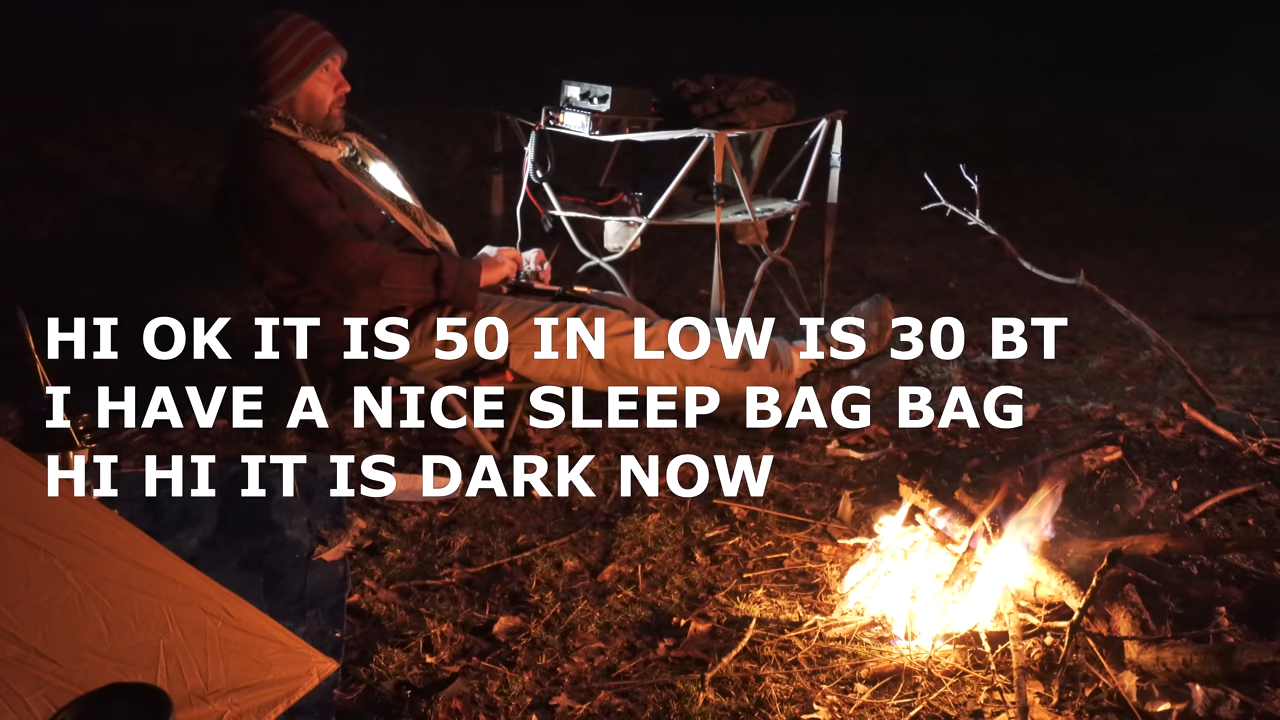 HI OK IT IS 50 IN LOW IS 30 BT
I HAVE A NICE SLEEP BAG BAG
HI HI IT IS DARK NOW